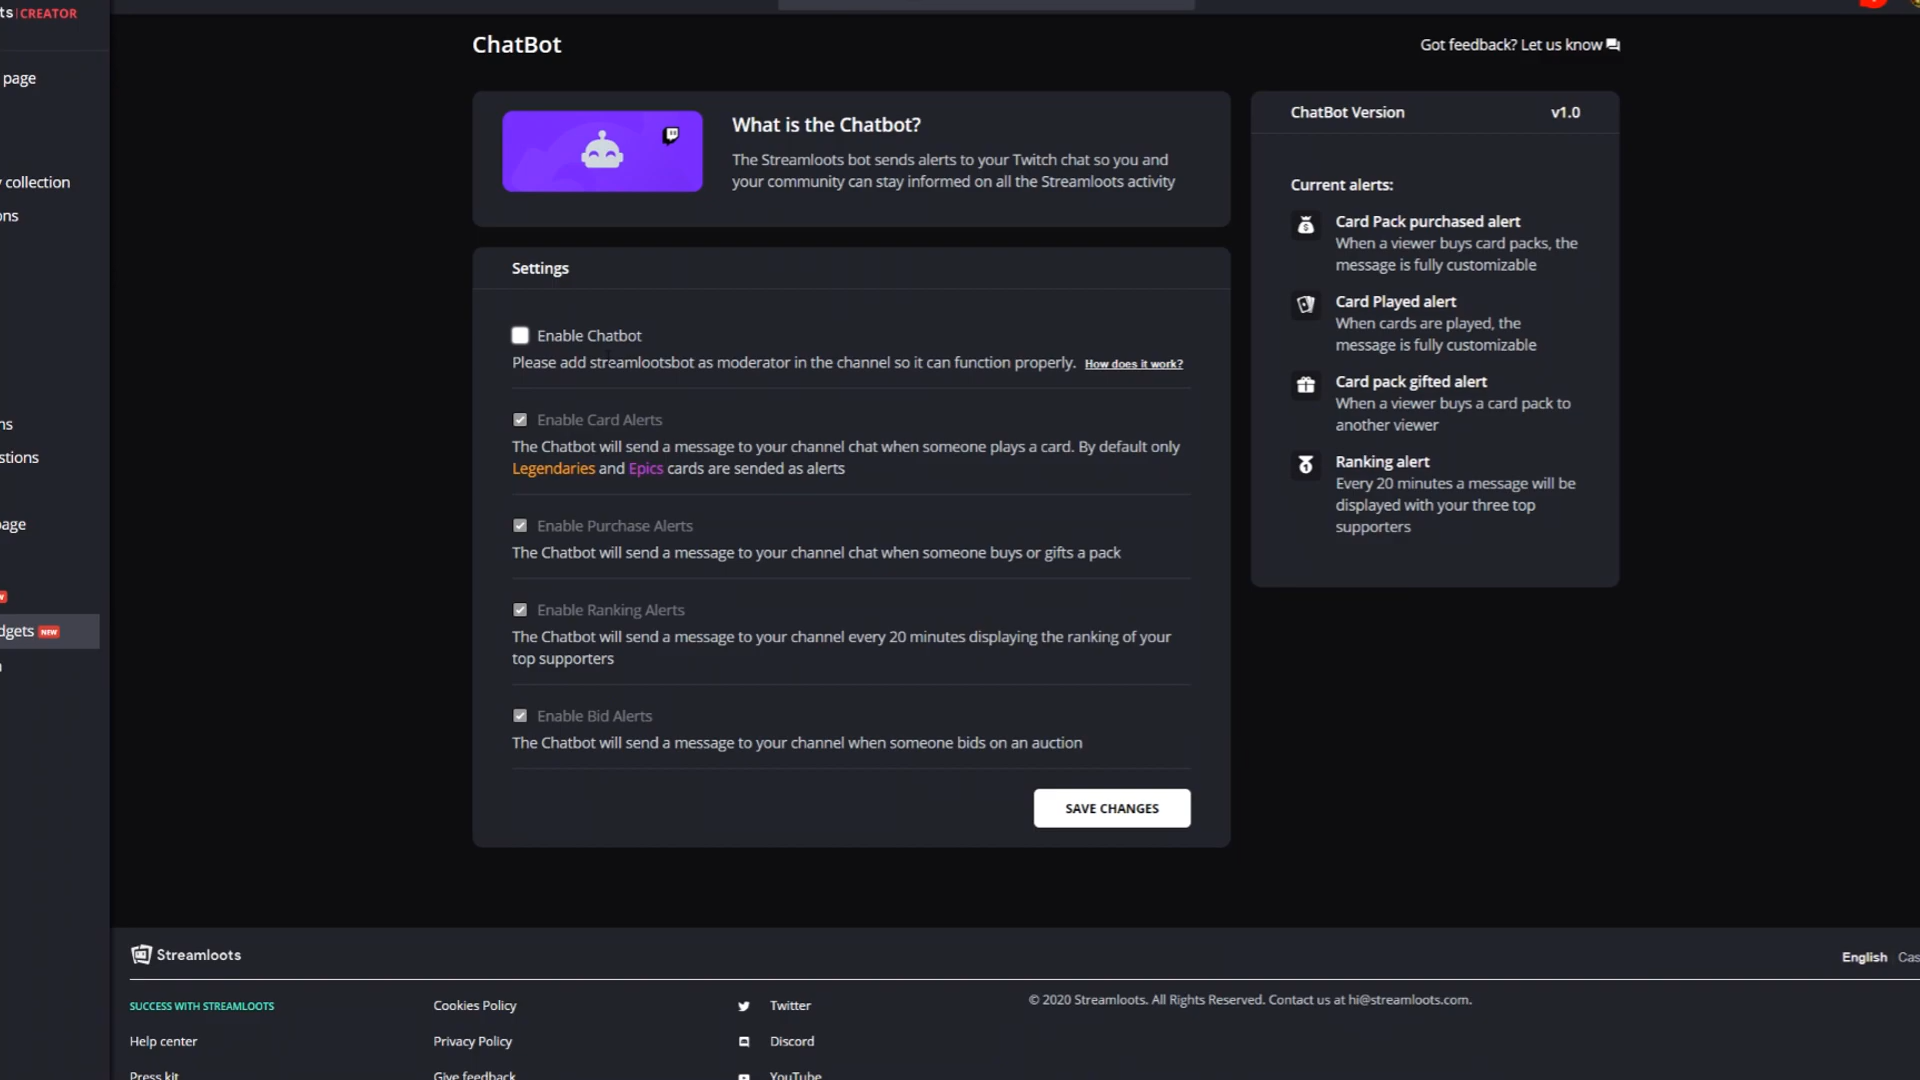 ts|CREATOR
page
y collection
ons
ns
stions
page
w
dgets NEW
ChatBot
Got feedback? Let us know
What is the Chatbot?
The Streamloots bot sends alerts to your Twitch chat so you and
your community can stay informed on all the Streamloots activity
Settings
Enable Chatbot
Please add streamlootsbot as moderator in the channel so it can function properly. How does it work?
Enable Card Alerts
The Chatbot will send a message to your channel chat when someone plays a card. By default only
Legendaries and Epics cards are sended as alerts
Enable Purchase Alerts
The Chatbot will send a message to your channel chat when someone buys or gifts a pack
Enable Ranking Alerts
The Chatbot will send a message to your channel every 20 minutes displaying the ranking of your
top supporters
Enable Bid Alerts
The Chatbot will send a message to your channel when someone bids on an auction
SAVE CHANGES
ChatBot Version v1.0
Current alerts:
Card Pack purchased alert
When a viewer buys card packs, the
message is fully customizable
Card Played alert
When cards are played, the
message is fully customizable
Card pack gifted alert
When a viewer buys a card pack to
another viewer
Ranking alert
Every 20 minutes a message will be
displayed with your three top
supporters
Streamloots
English Cas
SUCCESS WITH STREAMLOOTS
Help center
Press kit
Cookies Policy
Privacy Policy
Give feedback
Twitter
Discord
YouTube
© 2020 Streamloots. All Rights Reserved. Contact us at hi@streamloots.com.